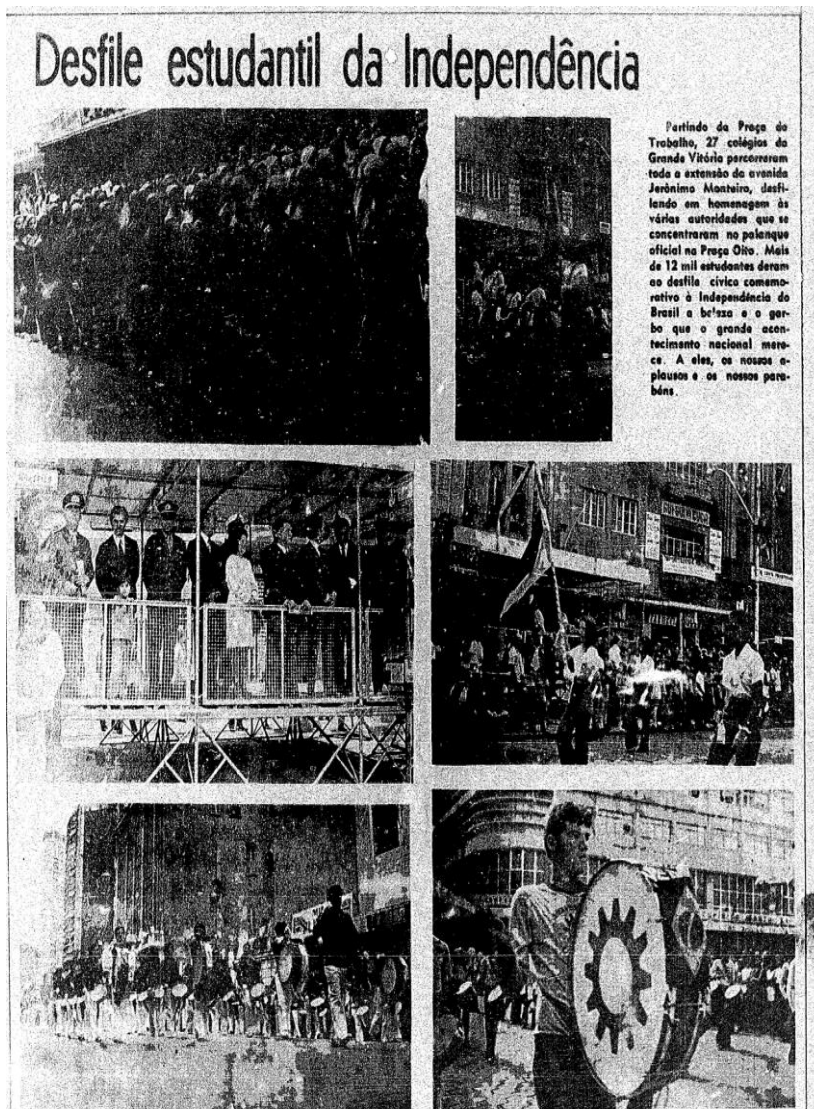 Desfile estudantil da Independência
Partindo da Praça do
Trabalho, 27 colégios da
Grande Vitória percorreram
toda a extensão da avenida
Jerônimo Monteiro, desfi-
lando em homenagem às
várias autoridades que se
concentraram no palanque
oficial na Praça Oito. Mais
de 12 mil estudantes deram
ao desfile cívico comemo-
rativo à Independência do
Brasil a beleza e o gar-
bo que o grande acon-
tecimento nacional mere-
ce. A eles, os nossos a-
plausos e os nossos para-
béns.